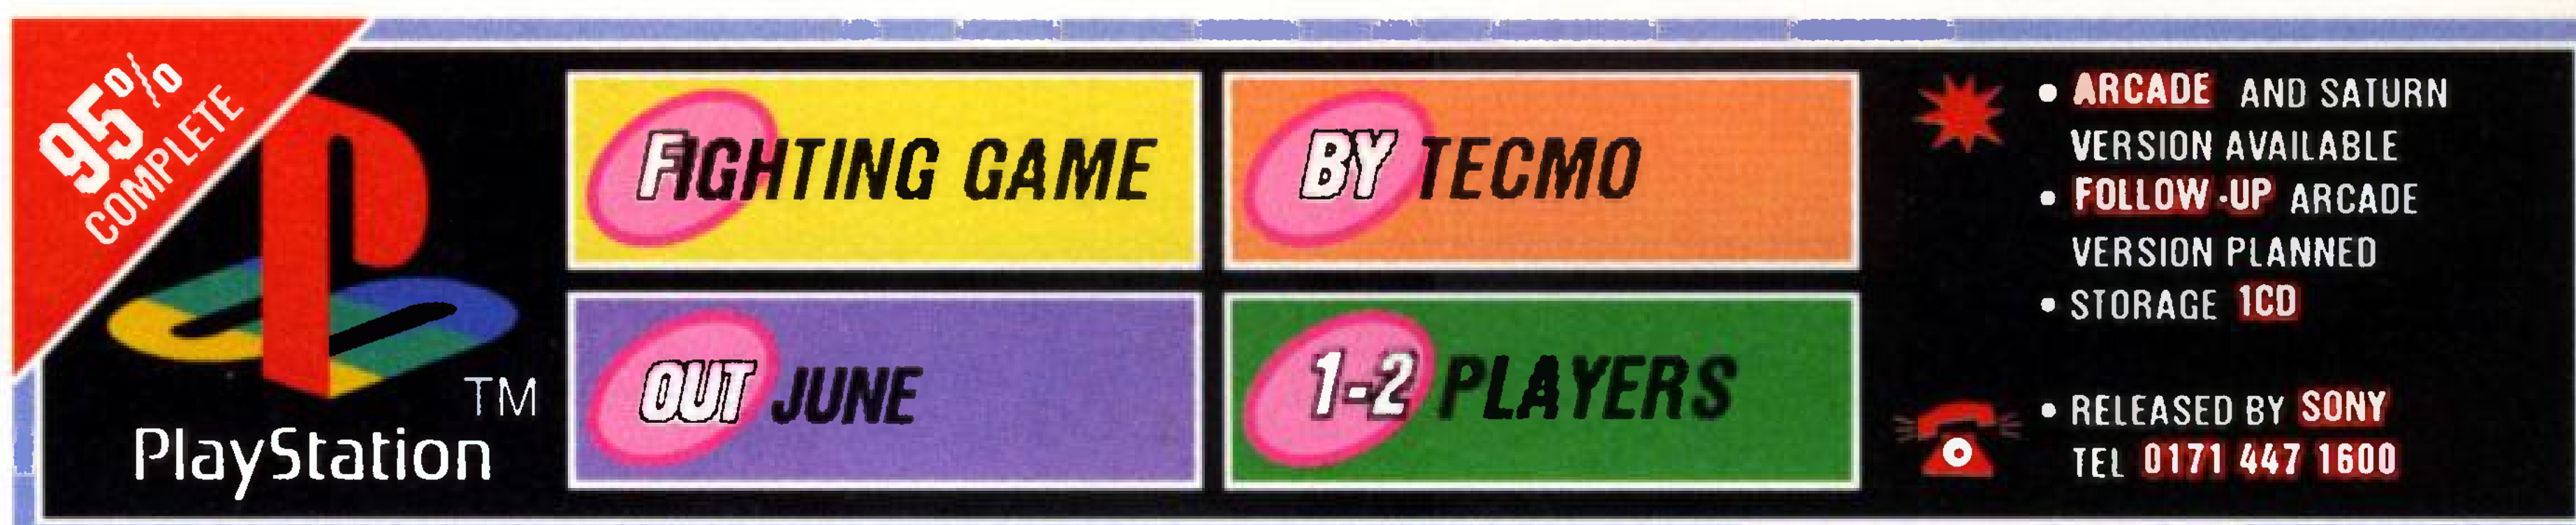 95%
COMPLETE
TM
PlayStation
FIGHTING GAME
BY TECMO
OUT JUNE
1-2 PLAYERS
• ARCADE AND SATURN
VERSION AVAILABLE
• FOLLOW-UP ARCADE
VERSION PLANNED
• STORAGE 1CD
• RELEASED BY SONY
TEL 0171 447 1600